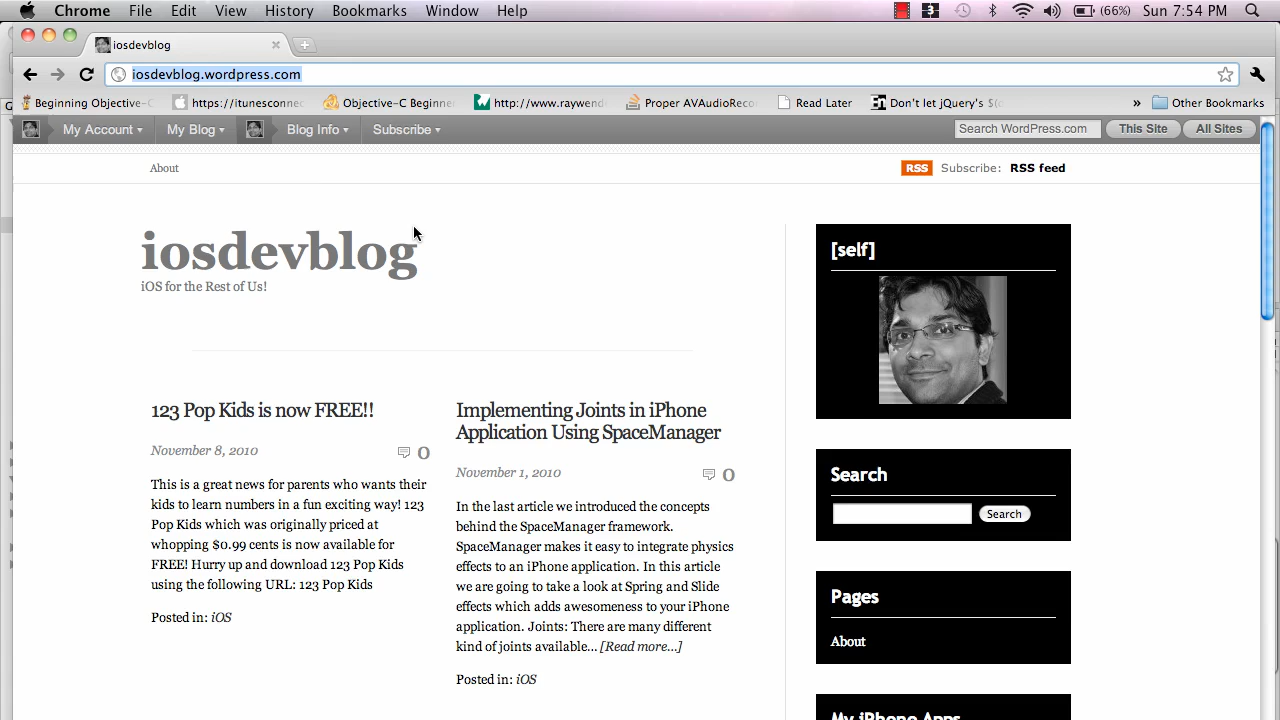 Chrome File Edit View History Bookmarks Window Help 3 (66%) Sun 7:54 PM
iosdevblog
iosdevblog.wordpress.com
Beginning Objective-C https://itunesconnec Objective-C Beginner http://www.raywend Proper AVAudioReco Read Later Don't let jQuery's $( » Other Bookmarks
My Account My Blog Blog Info Subscribe Search WordPress.com This Site All Sites
About RSS Subscribe: RSS feed
iosdevblog
iOS for the Rest of Us!
123 Pop Kids is now FREE!!
November 8, 2010 0
This is a great news for parents who wants their
kids to learn numbers in a fun exciting way! 123
Pop Kids which was originally priced at
whopping $0.99 cents is now available for
FREE! Hurry up and download 123 Pop Kids
using the following URL: 123 Pop Kids
Posted in: iOS
Implementing Joints in iPhone
Application Using SpaceManager
November 1, 2010 0
In the last article we introduced the concepts
behind the SpaceManager framework.
SpaceManager makes it easy to integrate physics
effects to an iPhone application. In this article
we are going to take a look at Spring and Slide
effects which adds awesomeness to your iPhone
application. Joints: There are many different
kind of joints available... [Read more...]
Posted in: iOS
[self]
Search
Search
Pages
About
My iPhone Apps